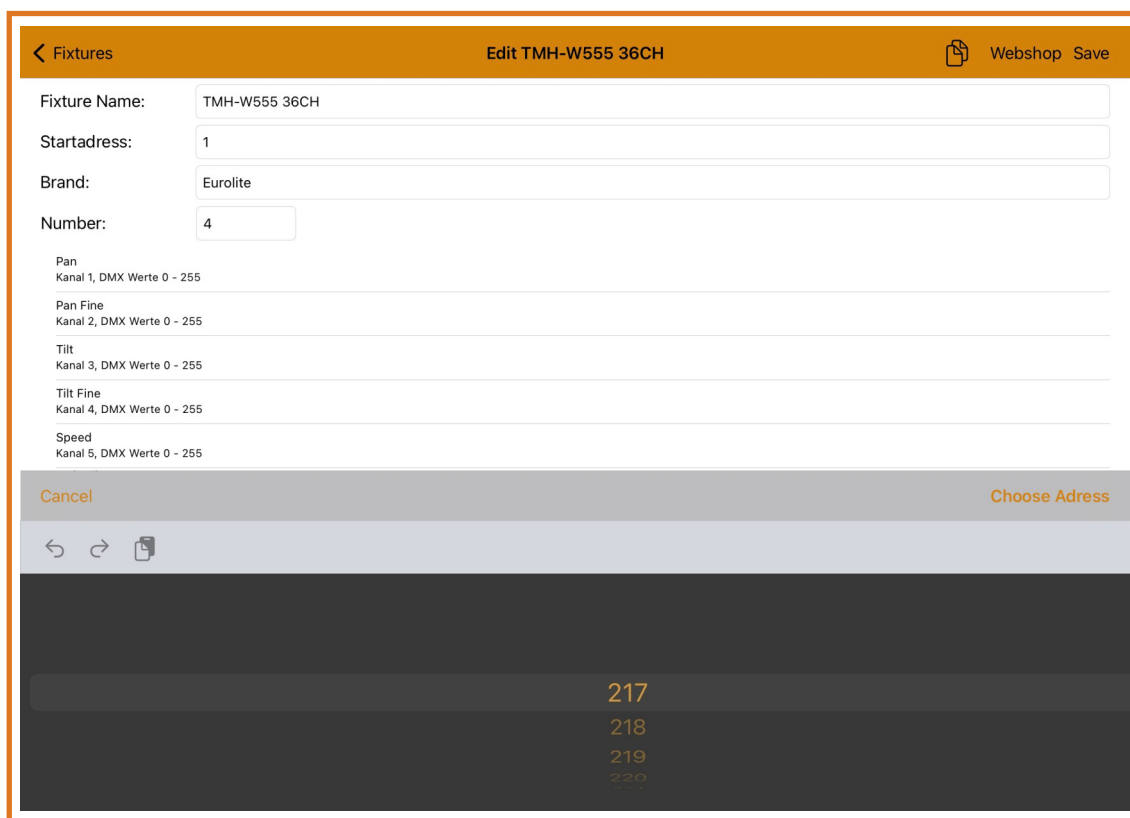 Fixtures Edit TMH-W555 36CH Webshop Save
Fixture Name: TMH-W555 36CH
Startadress: 1
Brand: Eurolite
Number: 4
Pan
Kanal 1, DMX Werte 0 - 255
Pan Fine
Kanal 2, DMX Werte 0 - 255
Tilt
Kanal 3, DMX Werte 0 - 255
Tilt Fine
Kanal 4, DMX Werte 0 - 255
Speed
Kanal 5, DMX Werte 0 - 255
Cancel Choose Adress
217
218
219
220